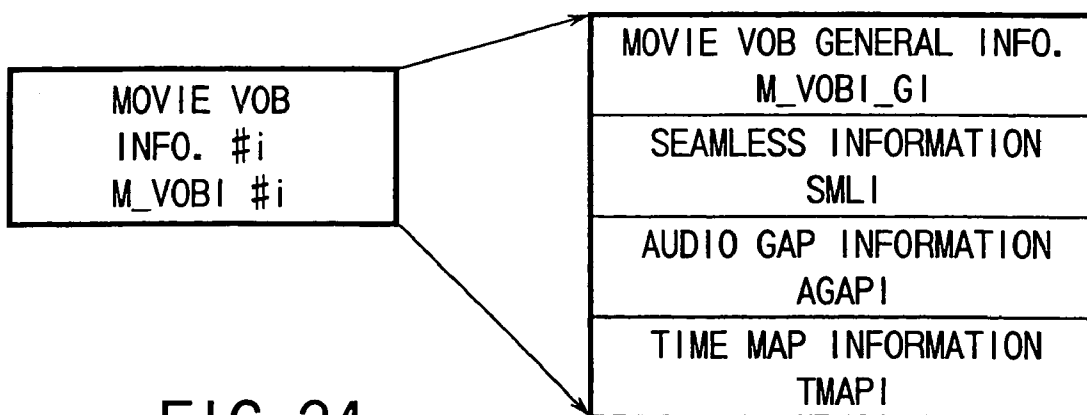 MOVIE VOB
INFO. #i
M_VOBI #i
MOVIE VOB GENERAL INFO.
M_VOBI_GI
SEAMLESS INFORMATION
SMLI
AUDIO GAP INFORMATION
AGAPI
TIME MAP INFORMATION
TMAPI